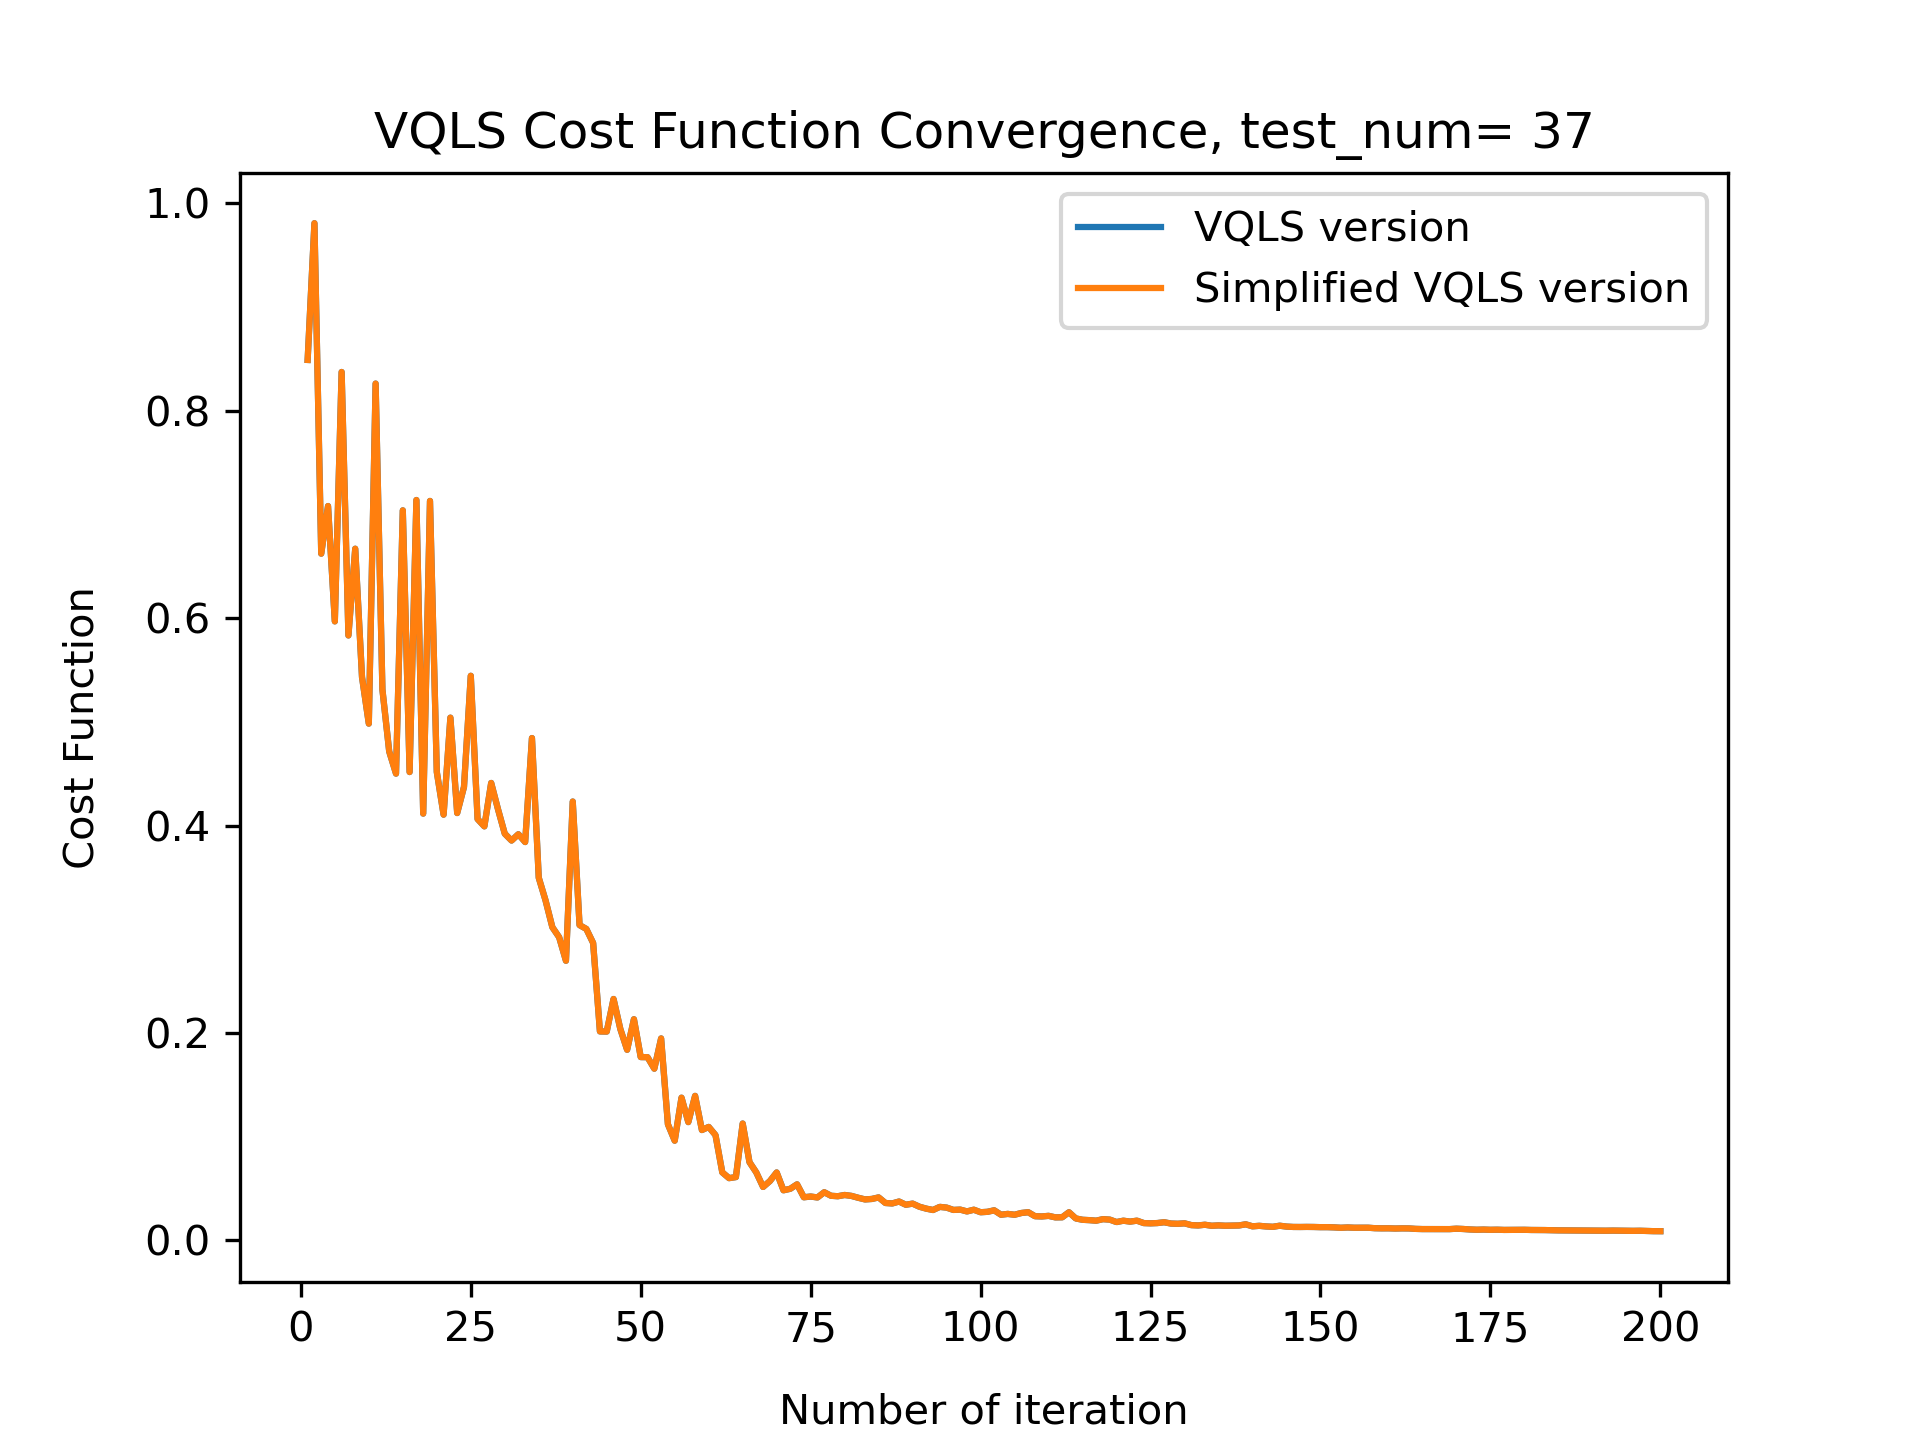 VQLS Cost Function Convergence, test_num= 37
VQLS version
Simplified VQLS version
Cost Function
1.0
0.8
0.6
0.4
0.2
0.0
0 25 50 75 100 125 150 175 200
Number of iteration